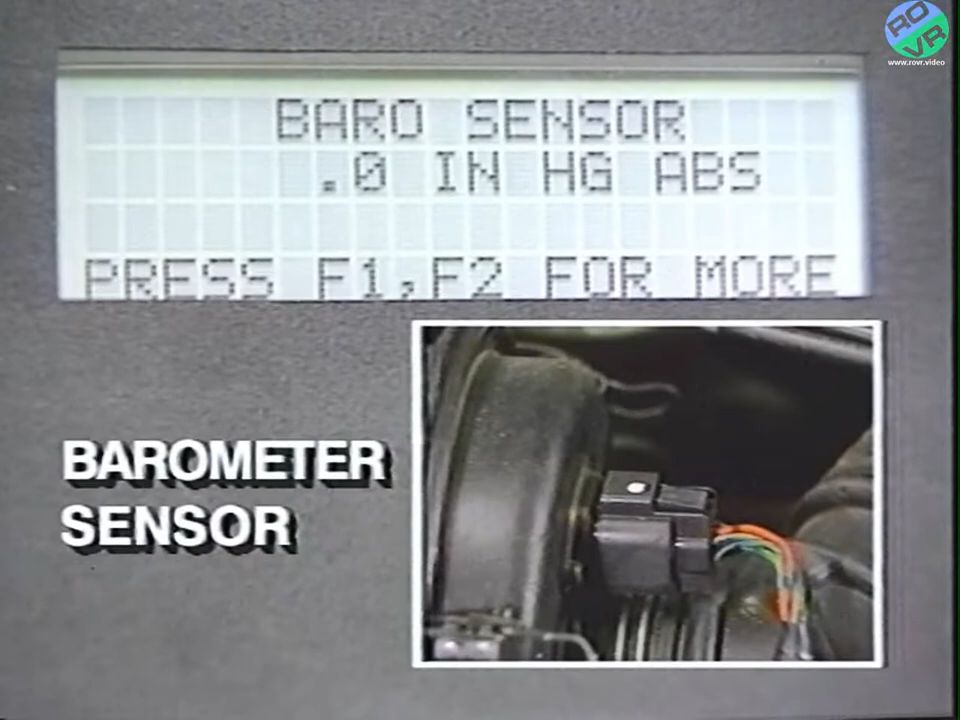 RO
VR
www.rovr.video
BARO SENSOR
.0 IN HG ABS
PRESS F1,F2 FOR MORE
BAROMETER
SENSOR